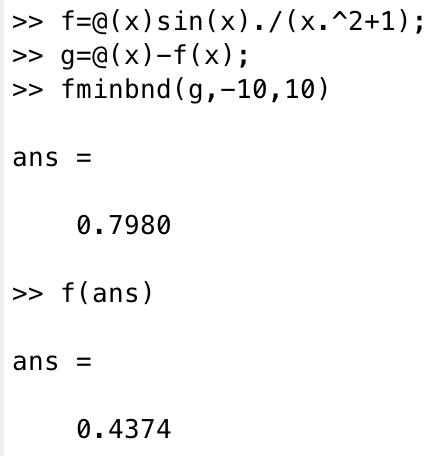 >> f=@(x)sin(x)./(x.^2+1);
>> g=@(x)-f(x);
>> fminbnd(g,-10,10)
ans =
0.7980
>> f(ans)
ans =
0.4374